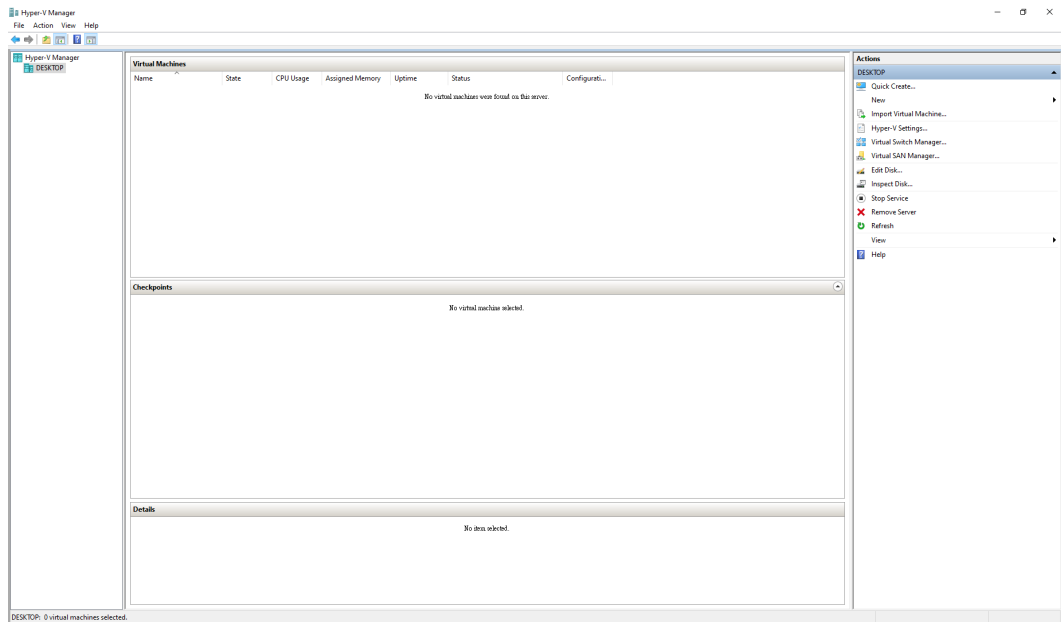 Hyper-V Manager
File Action View Help
Hyper-V Manager
DESKTOP
Virtual Machines
Name State CPU Usage Assigned Memory Uptime Status Configurati...
No virtual machines were found on this server.
Checkpoints
No virtual machine selected.
Details
No item selected.
Actions
DESKTOP
Quick Create...
New
Import Virtual Machine...
Hyper-V Settings...
Virtual Switch Manager...
Virtual SAN Manager...
Edit Disk...
Inspect Disk...
Stop Service
Remove Server
Refresh
View
Help
DESKTOP: 0 virtual machines selected.